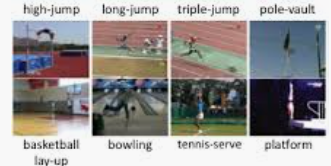 high-jump long-jump triple-jump pole-vault
basketball lay-up bowling tennis-serve platform